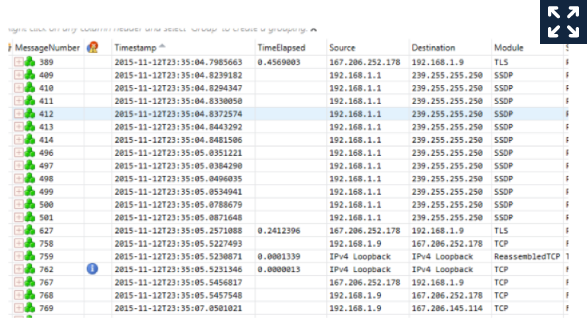 right click on any column header and select "Group" to create a grouping.
MessageNumber Timestamp TimeElapsed Source Destination Module
389 2015-11-12T23:35:04.7985663 0.4569003 167.206.252.178 192.168.1.9 TLS
409 2015-11-12T23:35:04.8239182 192.168.1.1 239.255.255.250 SSDP
410 2015-11-12T23:35:04.8294347 192.168.1.1 239.255.255.250 SSDP
411 2015-11-12T23:35:04.8330050 192.168.1.1 239.255.255.250 SSDP
412 2015-11-12T23:35:04.8372574 192.168.1.1 239.255.255.250 SSDP
413 2015-11-12T23:35:04.8443292 192.168.1.1 239.255.255.250 SSDP
414 2015-11-12T23:35:04.8481506 192.168.1.1 239.255.255.250 SSDP
496 2015-11-12T23:35:05.0351221 192.168.1.1 239.255.255.250 SSDP
497 2015-11-12T23:35:05.0384290 192.168.1.1 239.255.255.250 SSDP
498 2015-11-12T23:35:05.0496035 192.168.1.1 239.255.255.250 SSDP
499 2015-11-12T23:35:05.0534941 192.168.1.1 239.255.255.250 SSDP
500 2015-11-12T23:35:05.0788679 192.168.1.1 239.255.255.250 SSDP
501 2015-11-12T23:35:05.0871648 192.168.1.1 239.255.255.250 SSDP
627 2015-11-12T23:35:05.2571088 0.2412396 167.206.252.178 192.168.1.9 TLS
758 2015-11-12T23:35:05.5227493 192.168.1.9 167.206.252.178 TCP
759 2015-11-12T23:35:05.5230871 0.0001339 IPv4 Loopback IPv4 Loopback ReassembledTCP
762 2015-11-12T23:35:05.5231346 0.0000013 IPv4 Loopback IPv4 Loopback TCP
767 2015-11-12T23:35:05.5456817 167.206.252.178 192.168.1.9 TCP
768 2015-11-12T23:35:05.5457548 192.168.1.9 167.206.252.178 TCP
769 2015-11-12T23:35:07.0501021 192.168.1.9 167.206.145.114 TCP